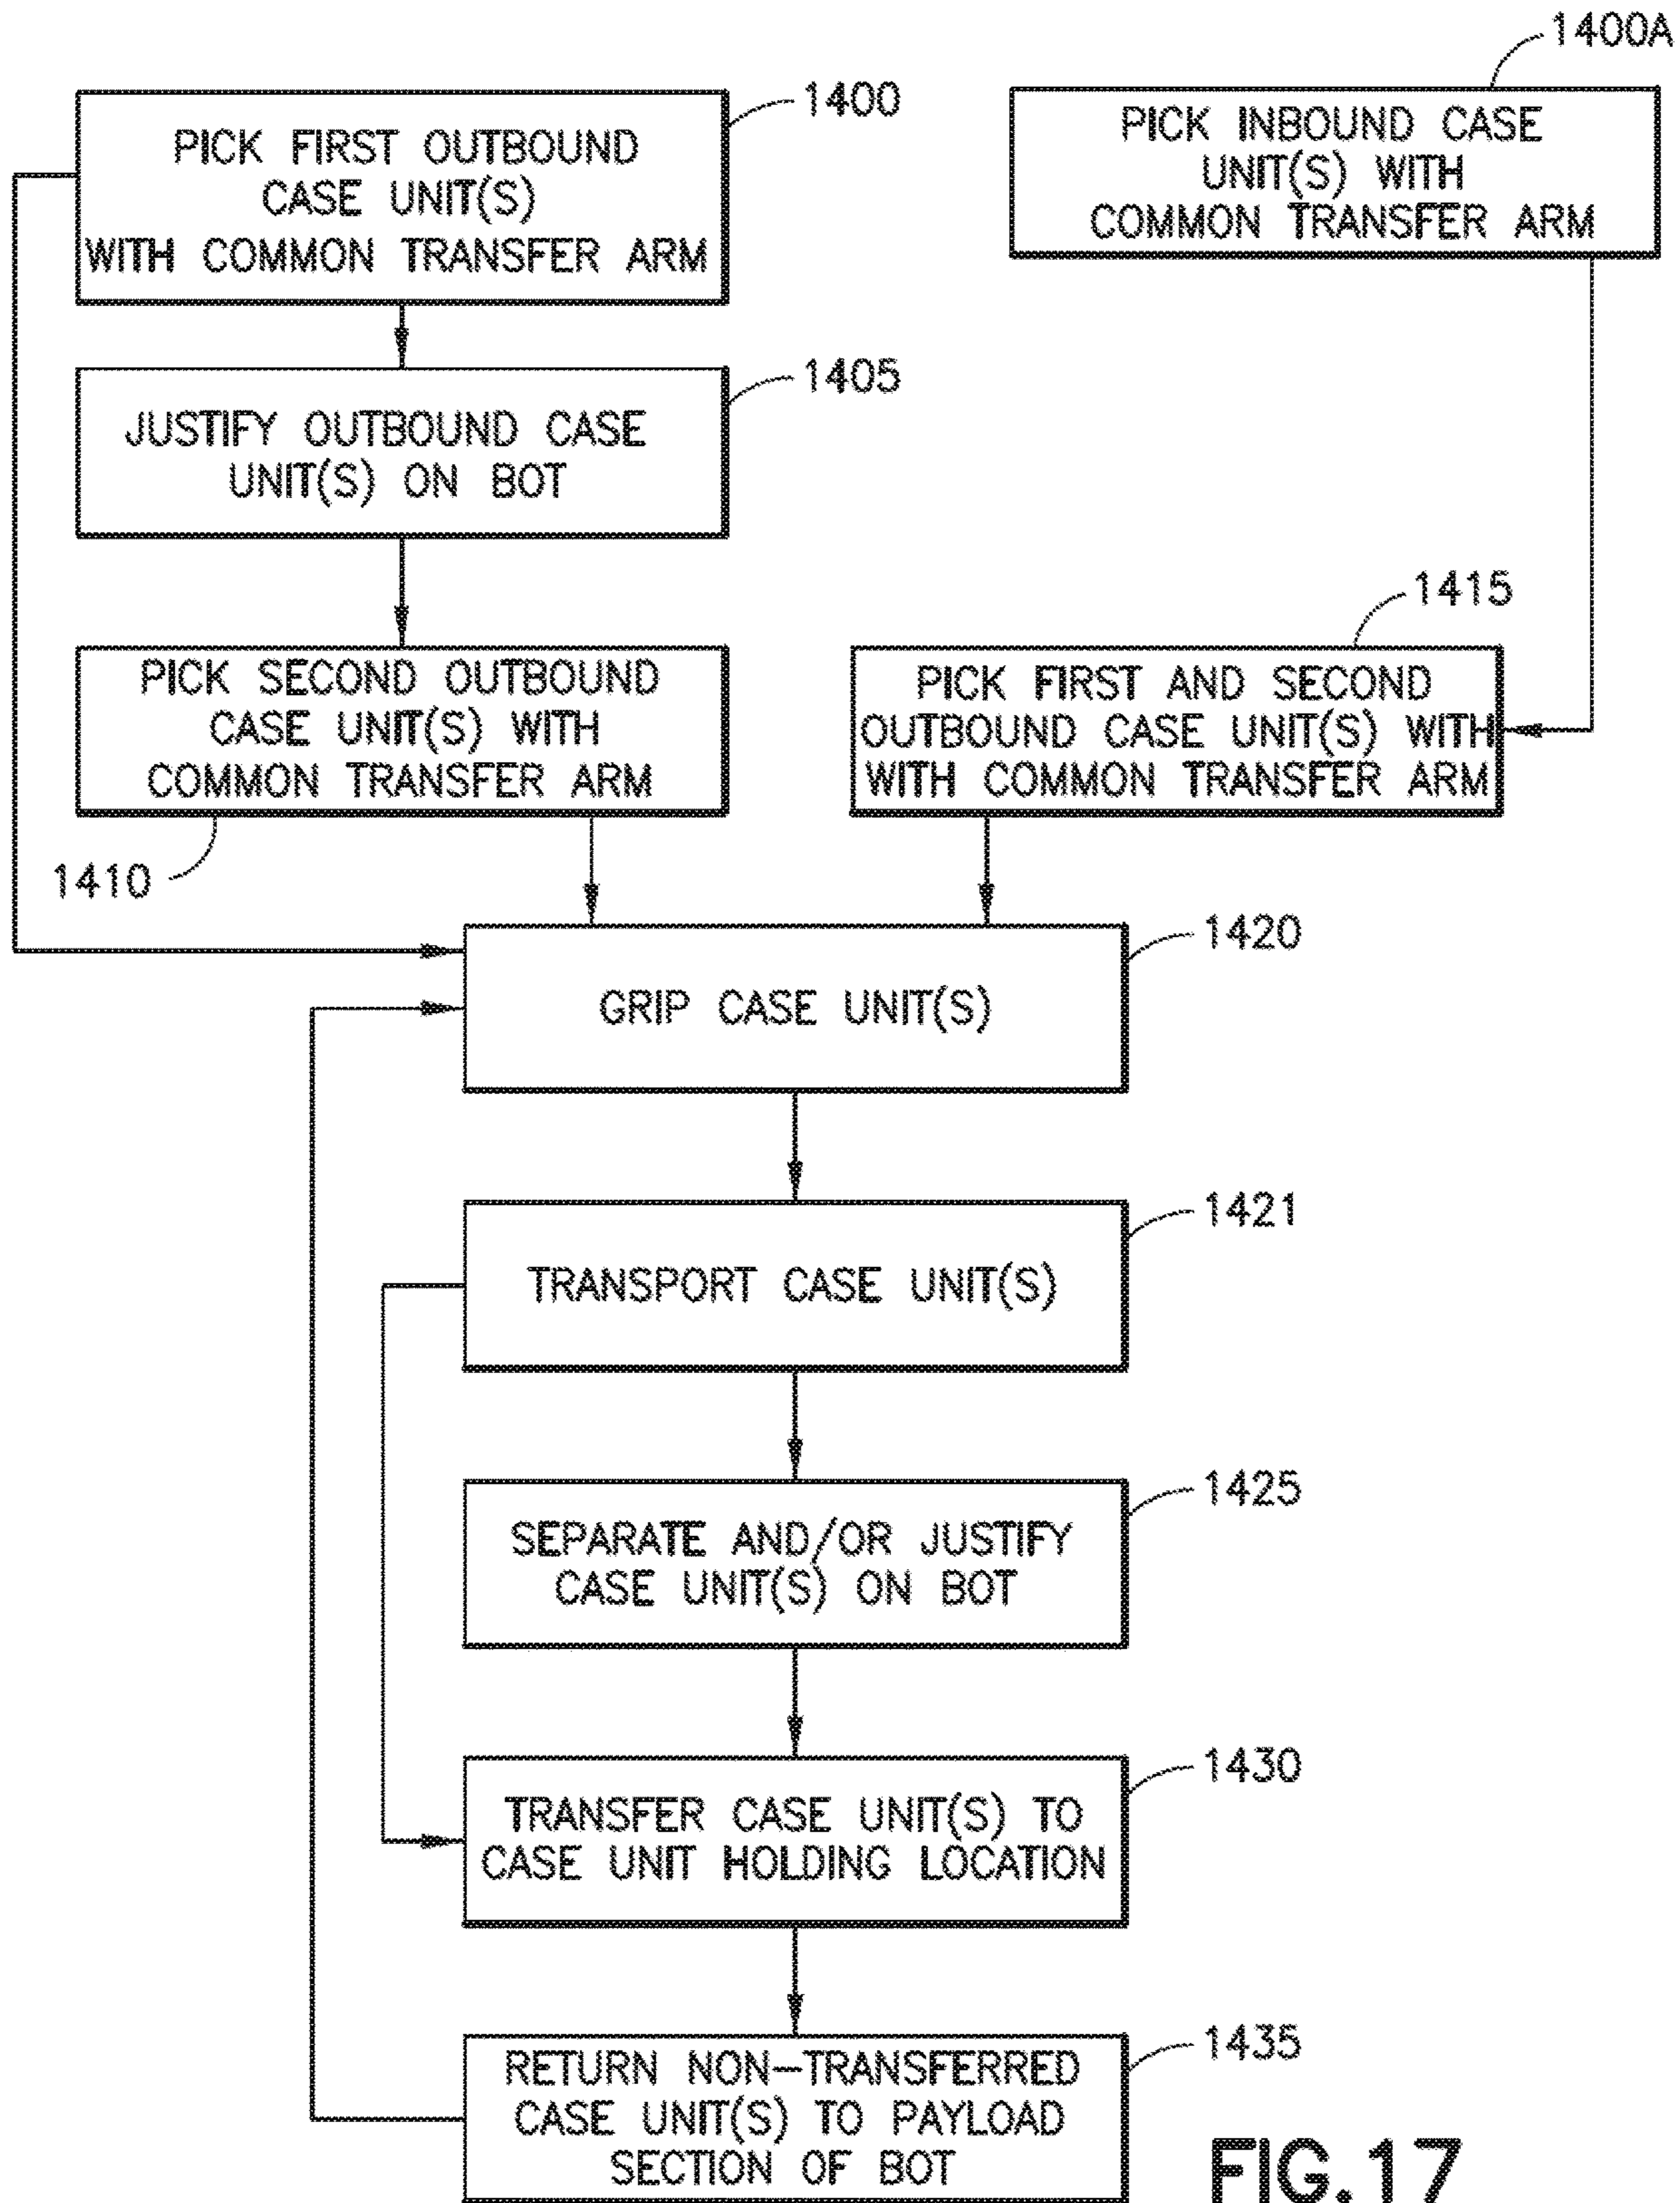 1400A
1400
PICK FIRST OUTBOUND
CASE UNIT(S)
WITH COMMON TRANSFER ARM
PICK INBOUND CASE
UNIT(S) WITH
COMMON TRANSFER ARM
1405
JUSTIFY OUTBOUND CASE
UNIT(S) ON BOT
1415
PICK SECOND OUTBOUND
CASE UNIT(S) WITH
COMMON TRANSFER ARM
1410
PICK FIRST AND SECOND
OUTBOUND CASE UNIT(S) WITH
WITH COMMON TRANSFER ARM
1420
GRIP CASE UNIT(S)
1421
TRANSPORT CASE UNIT(S)
1425
SEPARATE AND/OR JUSTIFY
CASE UNIT(S) ON BOT
1430
TRANSFER CASE UNIT(S) TO
CASE UNIT HOLDING LOCATION
1435
RETURN NON-TRANSFERRED
CASE UNIT(S) TO PAYLOAD
SECTION OF BOT
FIG.17